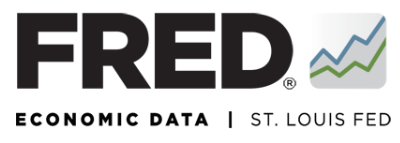 FRED®
ECONOMIC DATA | ST. LOUIS FED